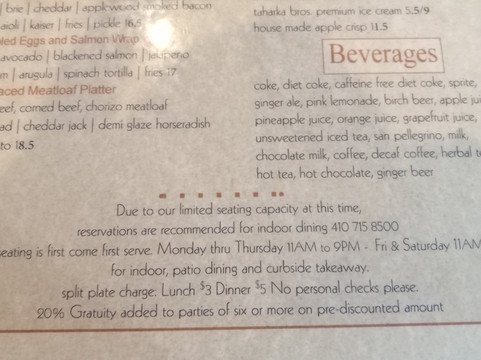 | brie | cheddar | applewood smoked bacon
aioli | kaiser | fries | pickle 16.5
led Eggs and Salmon Wrap
avocado | blackened salmon | jalapeno
m | arugula | spinach tortilla | fries 17
aced Meatloaf Platter
eef, corned beef, chorizo meatloaf
ad | cheddar jack | demi glaze horseradish
to 18.5
taharka bros. premium ice cream 5.5/9
house made apple crisp 11.5
Beverages
coke, diet coke, caffeine free diet coke, sprite,
ginger ale, pink lemonade, birch beer, apple jui
pineapple juice, orange juice, grapefruit juice,
unsweetened iced tea, san pellegrino, milk,
chocolate milk, coffee, decaf coffee, herbal t
hot tea, hot chocolate, ginger beer
Due to our limited seating capacity at this time,
reservations are recommended for indoor dining 410 715 8500
eating is first come first serve. Monday thru Thursday 11AM to 9PM - Fri & Saturday 11AM
for indoor, patio dining and curbside takeaway.
split plate charge: Lunch $3 Dinner $5 No personal checks please.
20% Gratuity added to parties of six or more on pre-discounted amount